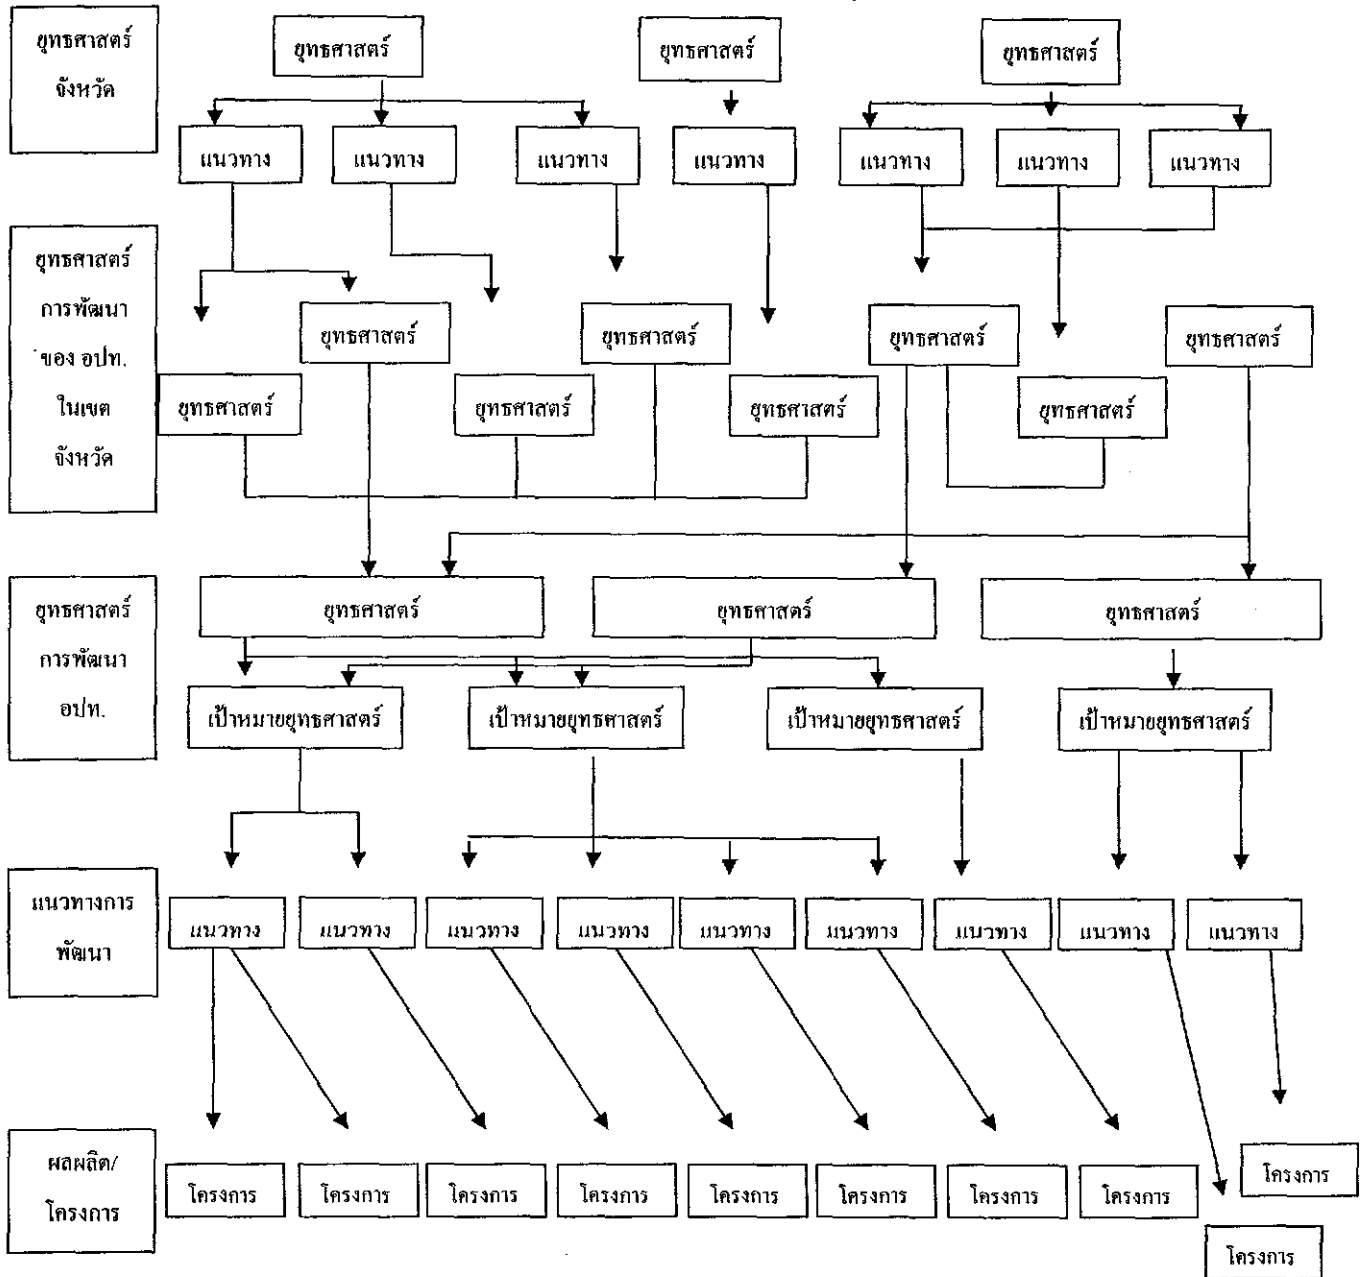 ยุทธศาสตร์
จังหวัด
ยุทธศาสตร์
ยุทธศาสตร์
ยุทธศาสตร์
แนวทาง
แนวทาง
แนวทาง
แนวทาง
แนวทาง
แนวทาง
แนวทาง
ยุทธศาสตร์
การพัฒนา
ของ อปท.
ในเขต
จังหวัด
ยุทธศาสตร์
ยุทธศาสตร์
ยุทธศาสตร์
ยุทธศาสตร์
ยุทธศาสตร์
ยุทธศาสตร์
ยุทธศาสตร์
ยุทธศาสตร์
ยุทธศาสตร์
การพัฒนา
อปท.
ยุทธศาสตร์
ยุทธศาสตร์
ยุทธศาสตร์
เป้าหมายยุทธศาสตร์
เป้าหมายยุทธศาสตร์
เป้าหมายยุทธศาสตร์
เป้าหมายยุทธศาสตร์
แนวทางการ
พัฒนา
แนวทาง
แนวทาง
แนวทาง
แนวทาง
แนวทาง
แนวทาง
แนวทาง
แนวทาง
แนวทาง
ผลผลิต/
โครงการ
โครงการ
โครงการ
โครงการ
โครงการ
โครงการ
โครงการ
โครงการ
โครงการ
โครงการ
โครงการ